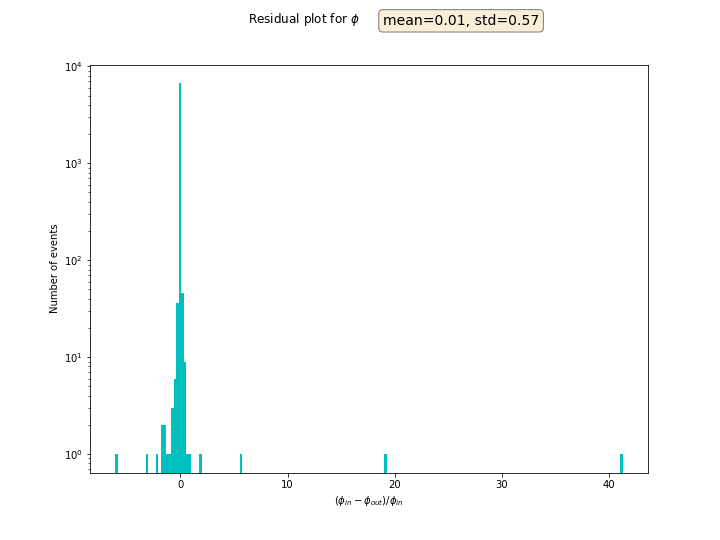 Residual plot for ϕ
mean=0.01, std=0.57
10⁴
10³
10²
10¹
10⁰
Number of events
0 10 20 30 40
(ϕ_in − ϕ_out)/ϕ_in